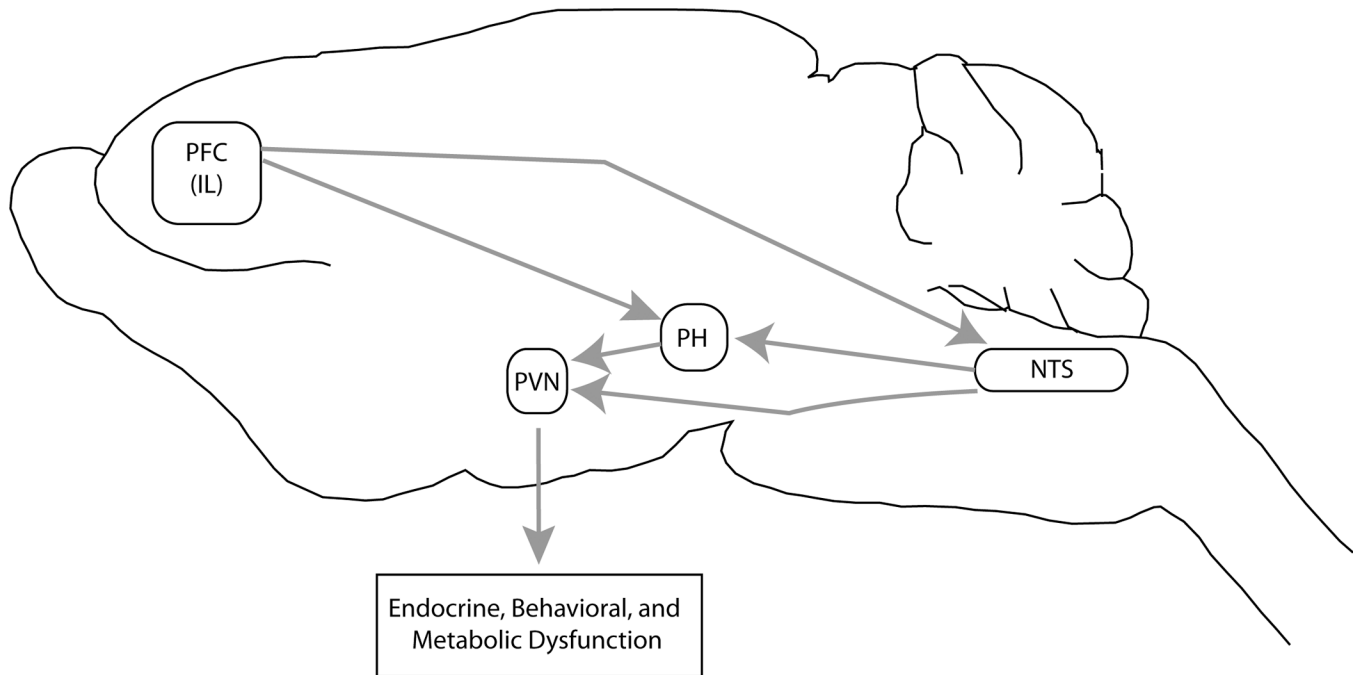 PFC
(IL)
PH
PVN
NTS
Endocrine, Behavioral, and
Metabolic Dysfunction